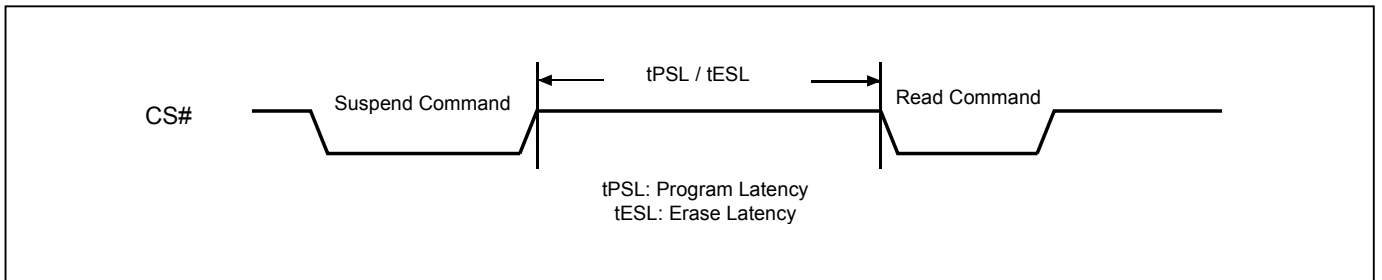 tPSL / tESL
Suspend Command
Read Command
CS#
tPSL: Program Latency
tESL: Erase Latency